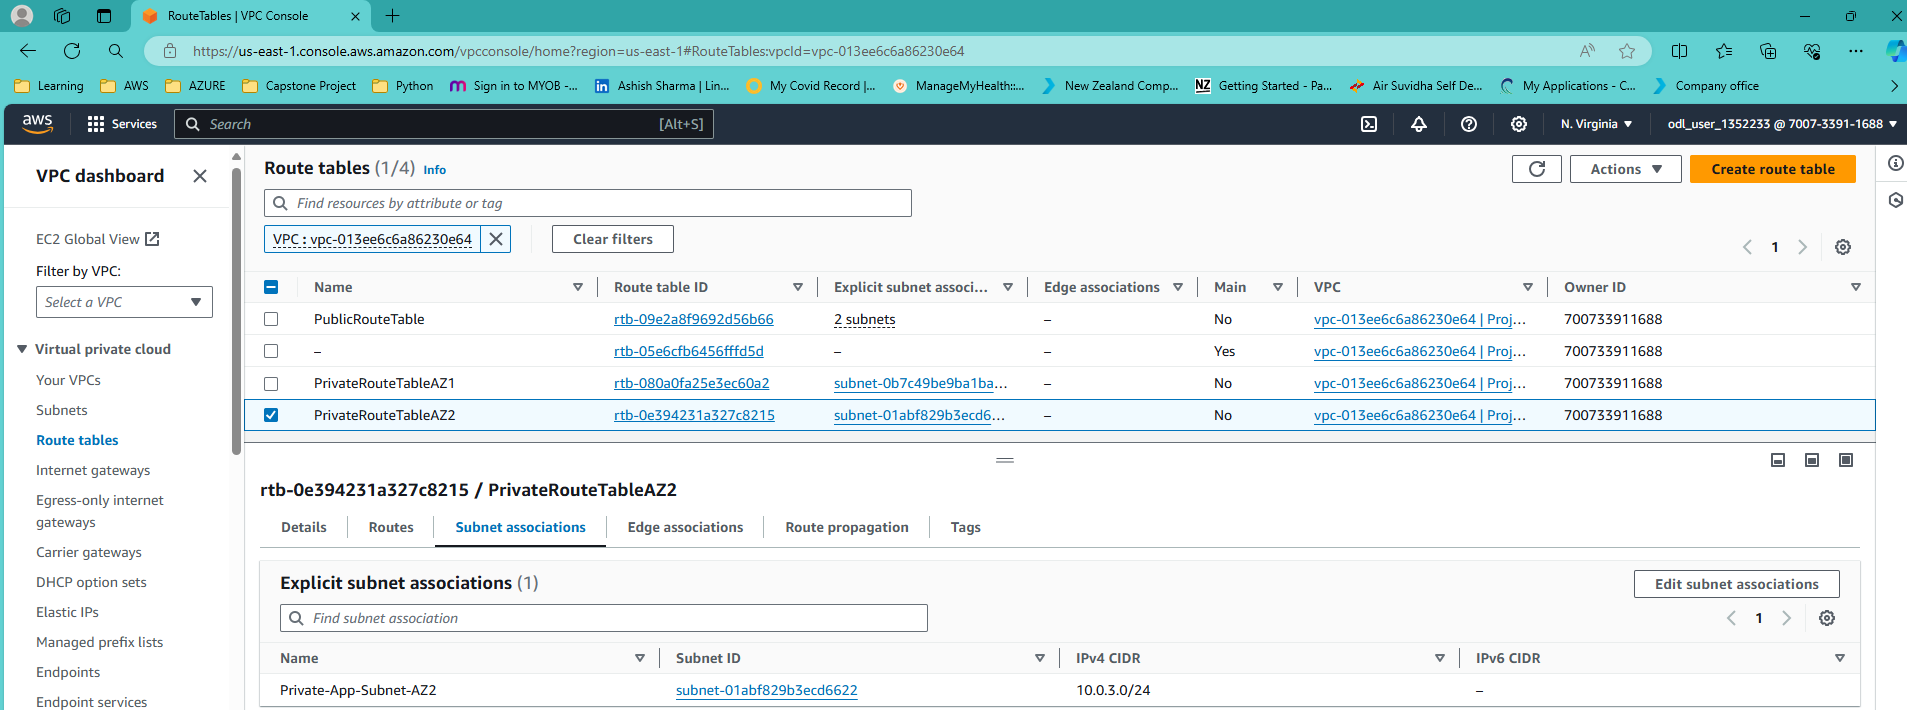 RouteTables | VPC Console
https://us-east-1.console.aws.amazon.com/vpcconsole/home?region=us-east-1#RouteTables:vpcId=vpc-013ee6c6a86230e64
Learning AWS AZURE Capstone Project Python Sign in to MYOB -... Ashish Sharma | Lin... My Covid Record |... ManageMyHealth::... New Zealand Comp... NZ Getting Started - Pa... Air Suvidha Self De... My Applications - C... Company office
aws Services Search [Alt+S] N. Virginia odl_user_1352233 @ 7007-3391-1688
VPC dashboard
EC2 Global View
Filter by VPC:
Select a VPC
Virtual private cloud
Your VPCs
Subnets
Route tables
Internet gateways
Egress-only internet
gateways
Carrier gateways
DHCP option sets
Elastic IPs
Managed prefix lists
Endpoints
Endpoint services
Route tables (1/4) Info
Actions
Create route table
Find resources by attribute or tag
VPC : vpc-013ee6c6a86230e64
Clear filters
1
Name Route table ID Explicit subnet associ... Edge associations Main VPC Owner ID
PublicRouteTable rtb-09e2a8f9692d56b66 2 subnets – No vpc-013ee6c6a86230e64 | Proj... 700733911688
– rtb-05e6cfb6456fffd5d – – Yes vpc-013ee6c6a86230e64 | Proj... 700733911688
PrivateRouteTableAZ1 rtb-080a0fa25e3ec60a2 subnet-0b7c49be9ba1ba... – No vpc-013ee6c6a86230e64 | Proj... 700733911688
PrivateRouteTableAZ2 rtb-0e394231a327c8215 subnet-01abf829b3ecd6... – No vpc-013ee6c6a86230e64 | Proj... 700733911688
rtb-0e394231a327c8215 / PrivateRouteTableAZ2
Details Routes Subnet associations Edge associations Route propagation Tags
Explicit subnet associations (1)
Edit subnet associations
Find subnet association
1
Name Subnet ID IPv4 CIDR IPv6 CIDR
Private-App-Subnet-AZ2 subnet-01abf829b3ecd6622 10.0.3.0/24 –